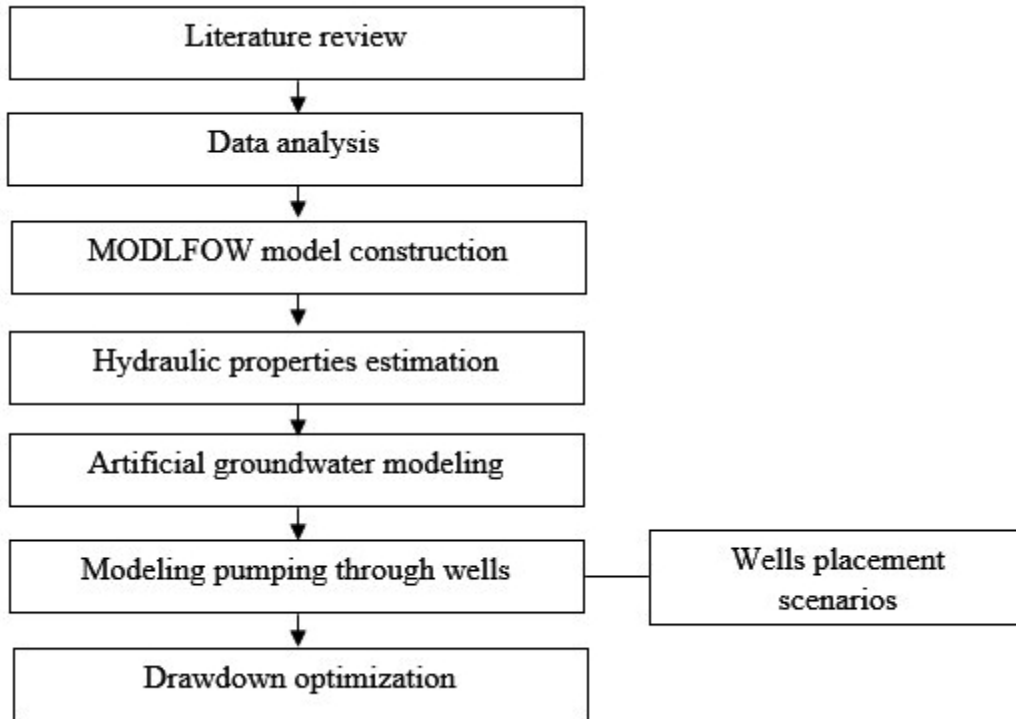 Literature review
Data analysis
MODLFOW model construction
Hydraulic properties estimation
Artificial groundwater modeling
Modeling pumping through wells
Wells placement
scenarios
Drawdown optimization